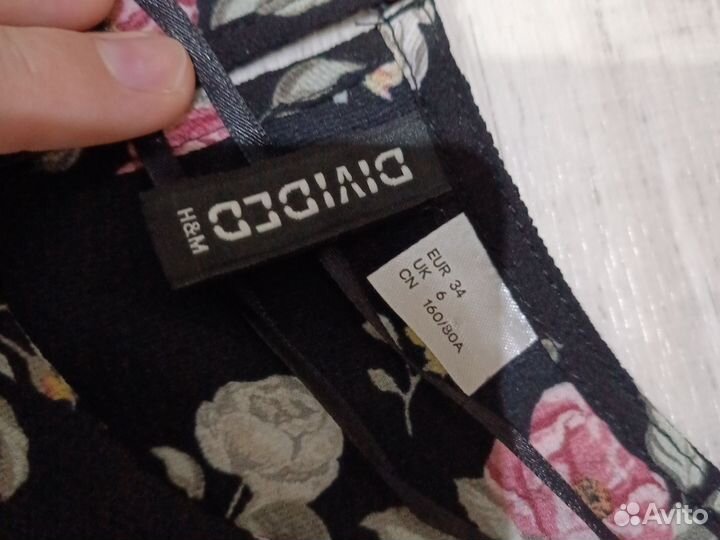 DIVIDED
H&M
EUR 34
UK 6
CN 160/80A
Avito